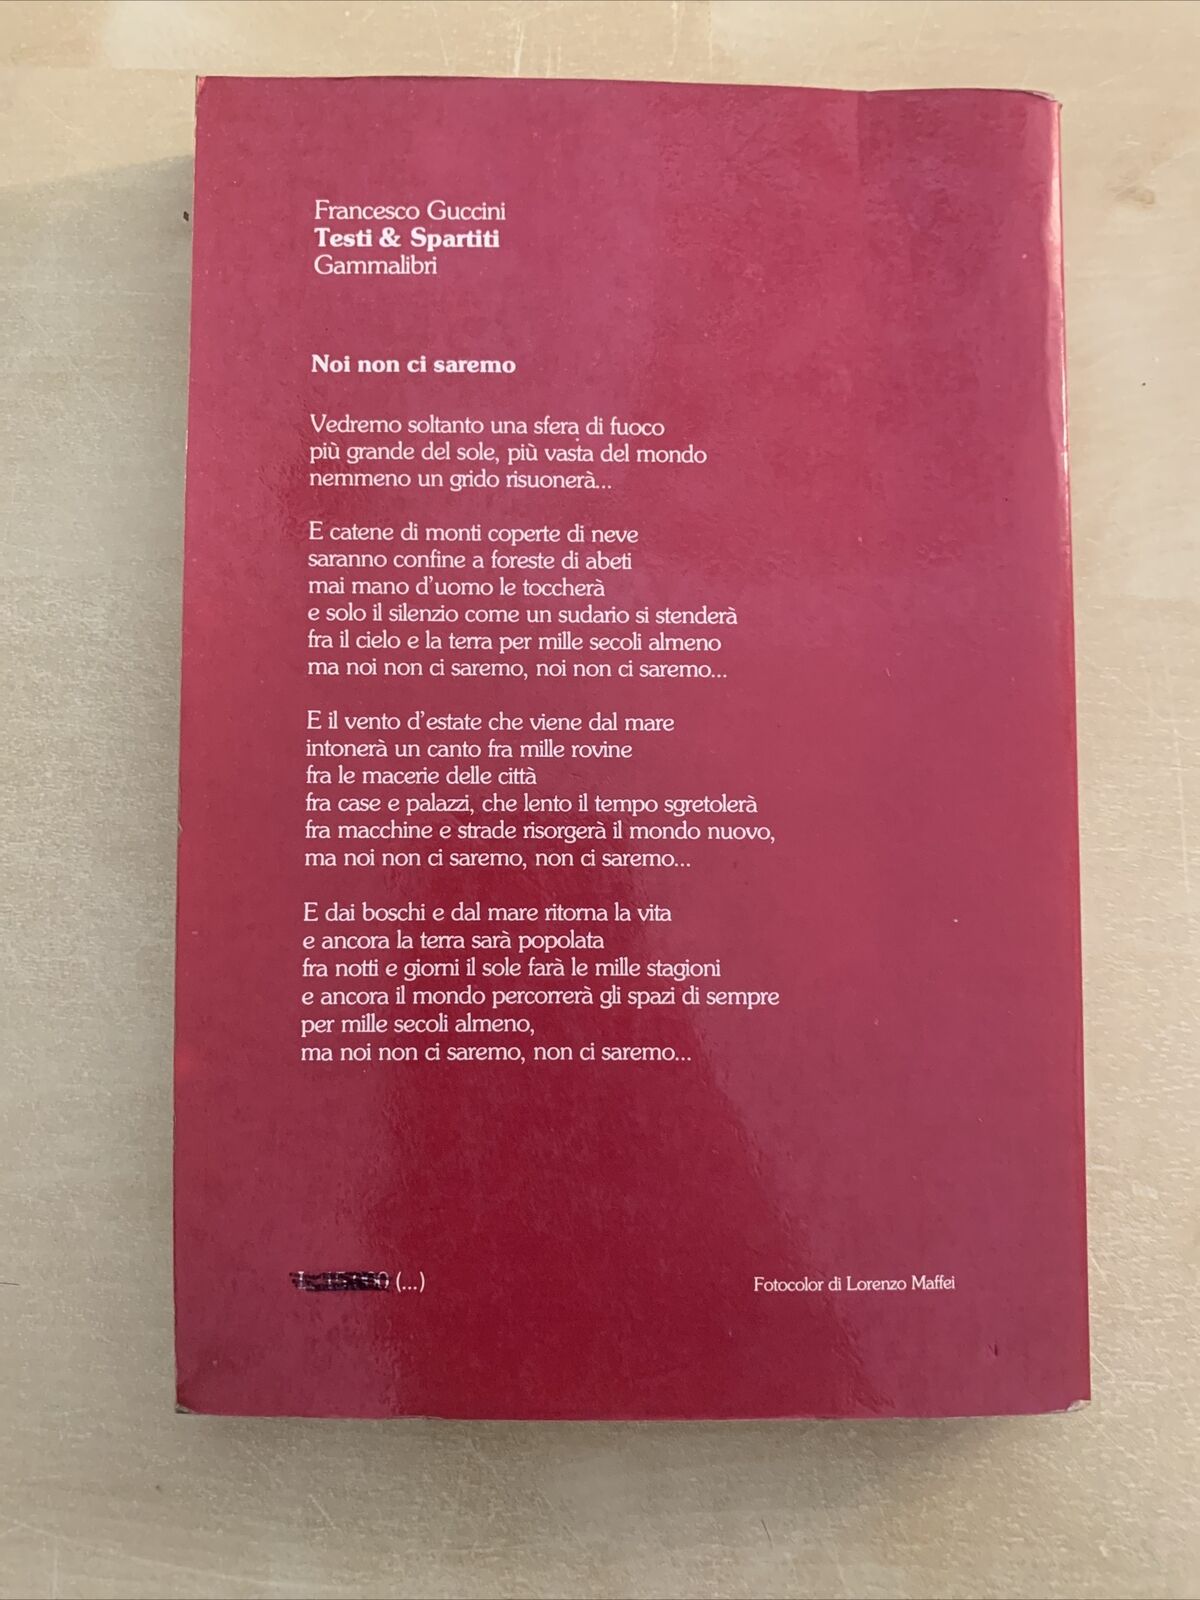 Francesco Guccini
Testi & Spartiti
Gammalibri
Noi non ci saremo
Vedremo soltanto una sfera di fuoco
più grande del sole, più vasta del mondo
nemmeno un grido risuonerà...
E catene di monti coperte di neve
saranno confine a foreste di abeti
mai mano d'uomo le toccherà
e solo il silenzio come un sudario si stenderà
fra il cielo e la terra per mille secoli almeno
ma noi non ci saremo, noi non ci saremo...
E il vento d'estate che viene dal mare
intonerà un canto fra mille rovine
fra le macerie delle città
fra case e palazzi, che lento il tempo sgretolerà
fra macchine e strade risorgerà il mondo nuovo,
ma noi non ci saremo, non ci saremo...
E dai boschi e dal mare ritorna la vita
e ancora la terra sarà popolata
fra notti e giorni il sole farà le mille stagioni
e ancora il mondo percorrerà gli spazi di sempre
per mille secoli almeno,
ma noi non ci saremo, non ci saremo...
(...)
Fotocolor di Lorenzo Maffei